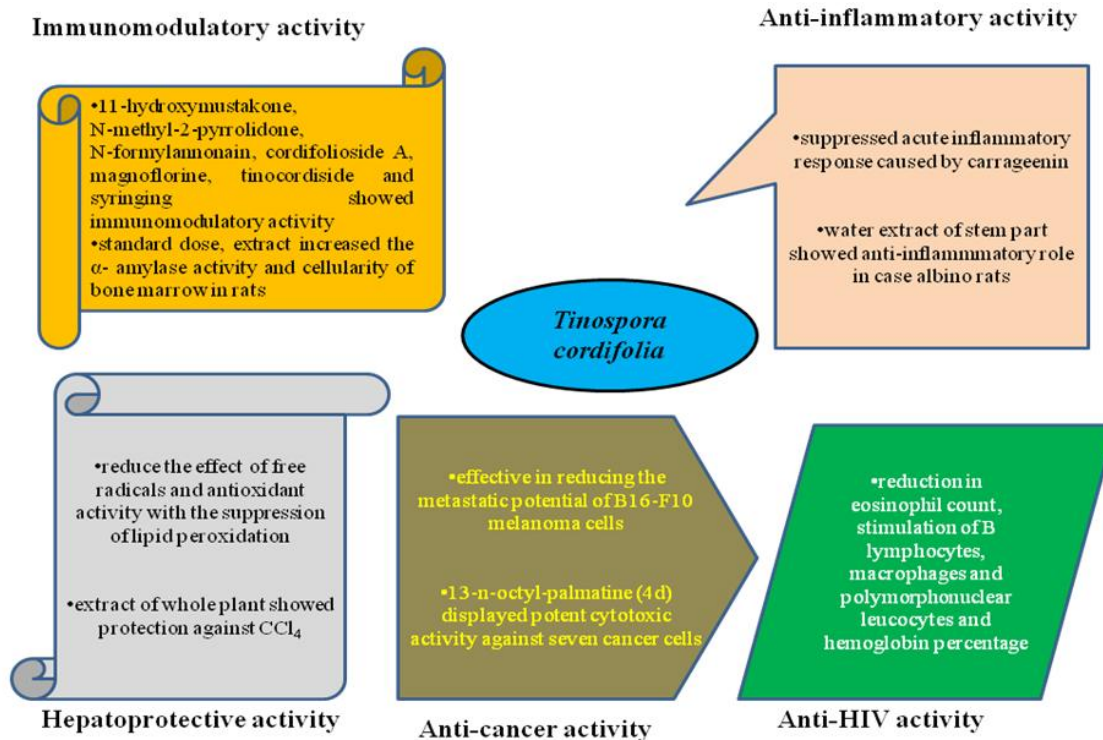 Immunomodulatory activity
•11-hydroxymustakone,
N-methyl-2-pyrrolidone,
N-formylannonain, cordifolioside A,
magnoflorine, tinocordiside and
syringing showed
immunomodulatory activity
•standard dose, extract increased the
α- amylase activity and cellularity of
bone marrow in rats
Anti-inflammatory activity
•suppressed acute inflammatory
response caused by carrageenin
•water extract of stem part
showed anti-inflammmatory role
in case albino rats
Tinospora
cordifolia
•reduce the effect of free
radicals and antioxidant
activity with the suppression
of lipid peroxidation
•extract of whole plant showed
protection against CCl₄
Hepatoprotective activity
•effective in reducing the
metastatic potential of B16-F10
melanoma cells
•13-n-octyl-palmatine (4d)
displayed potent cytotoxic
activity against seven cancer cells
Anti-cancer activity
•reduction in
eosinophil count,
stimulation of B
lymphocytes,
macrophages and
polymorphonuclear
leucocytes and
hemoglobin percentage
Anti-HIV activity